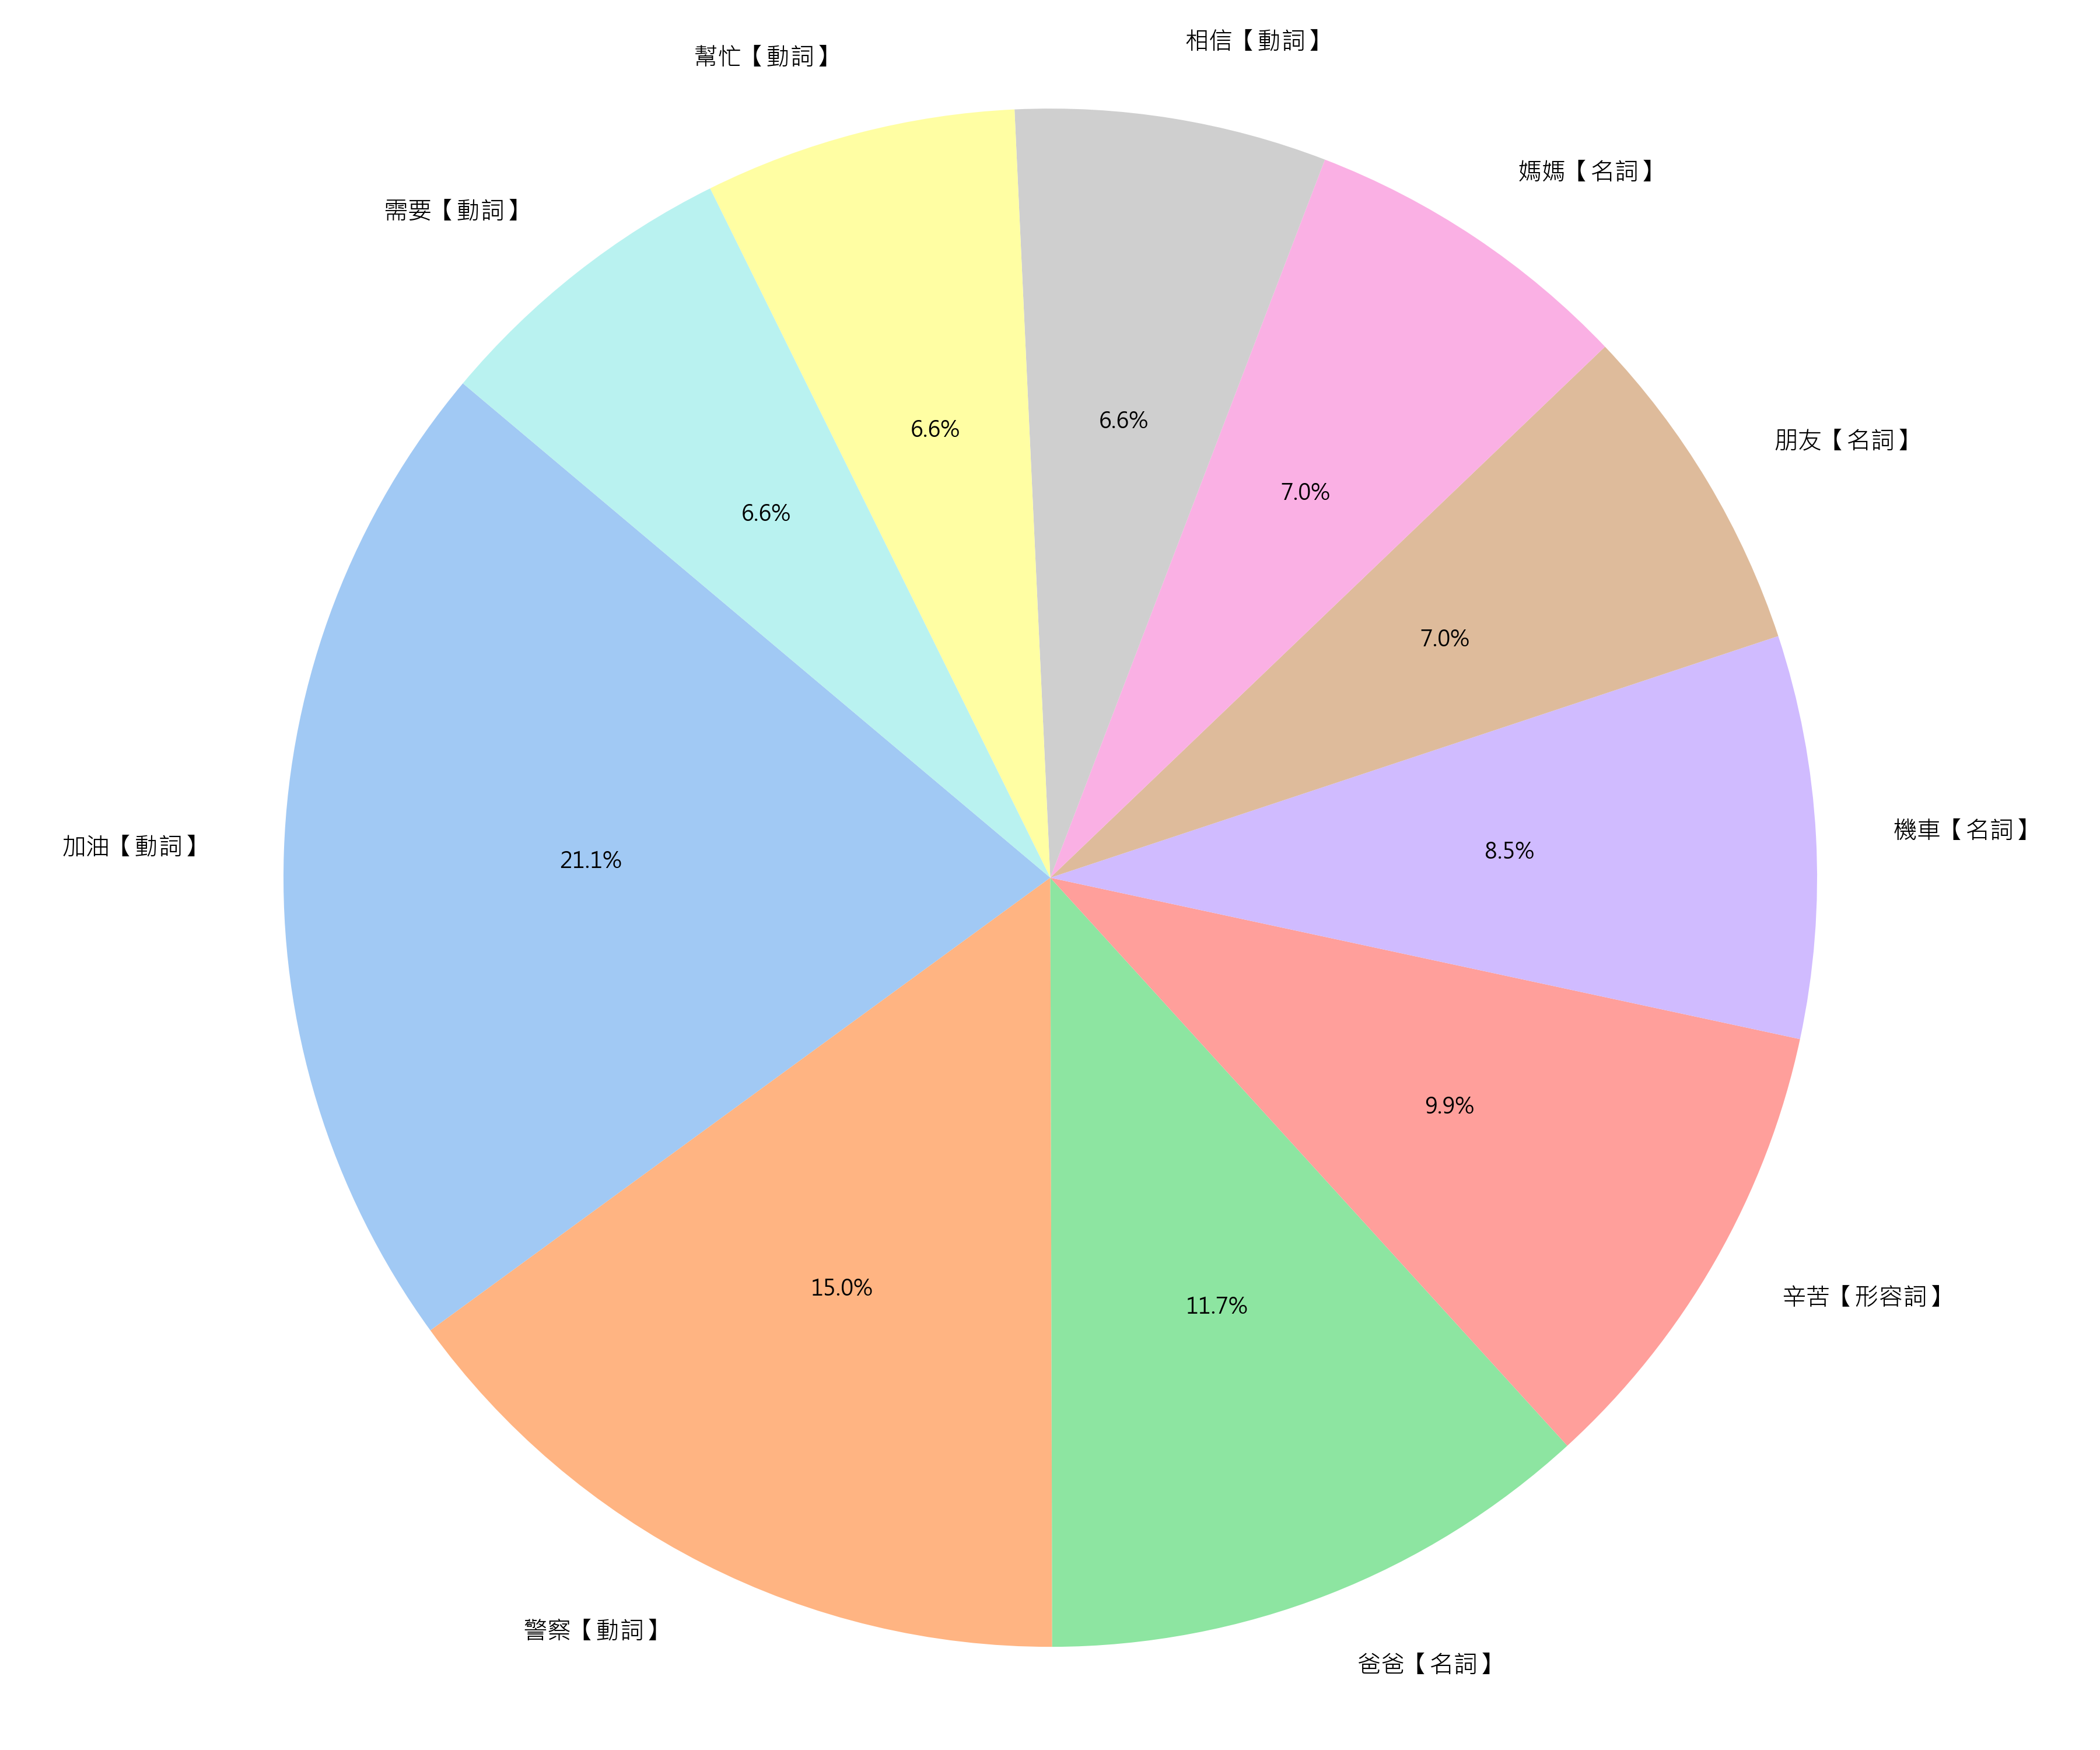 相信【動詞】
幫忙【動詞】
媽媽【名詞】
需要【動詞】
6.6%
6.6%
朋友【名詞】
7.0%
6.6%
7.0%
機車【名詞】
加油【動詞】
8.5%
21.1%
9.9%
15.0%
辛苦【形容詞】
11.7%
警察【動詞】
爸爸【名詞】